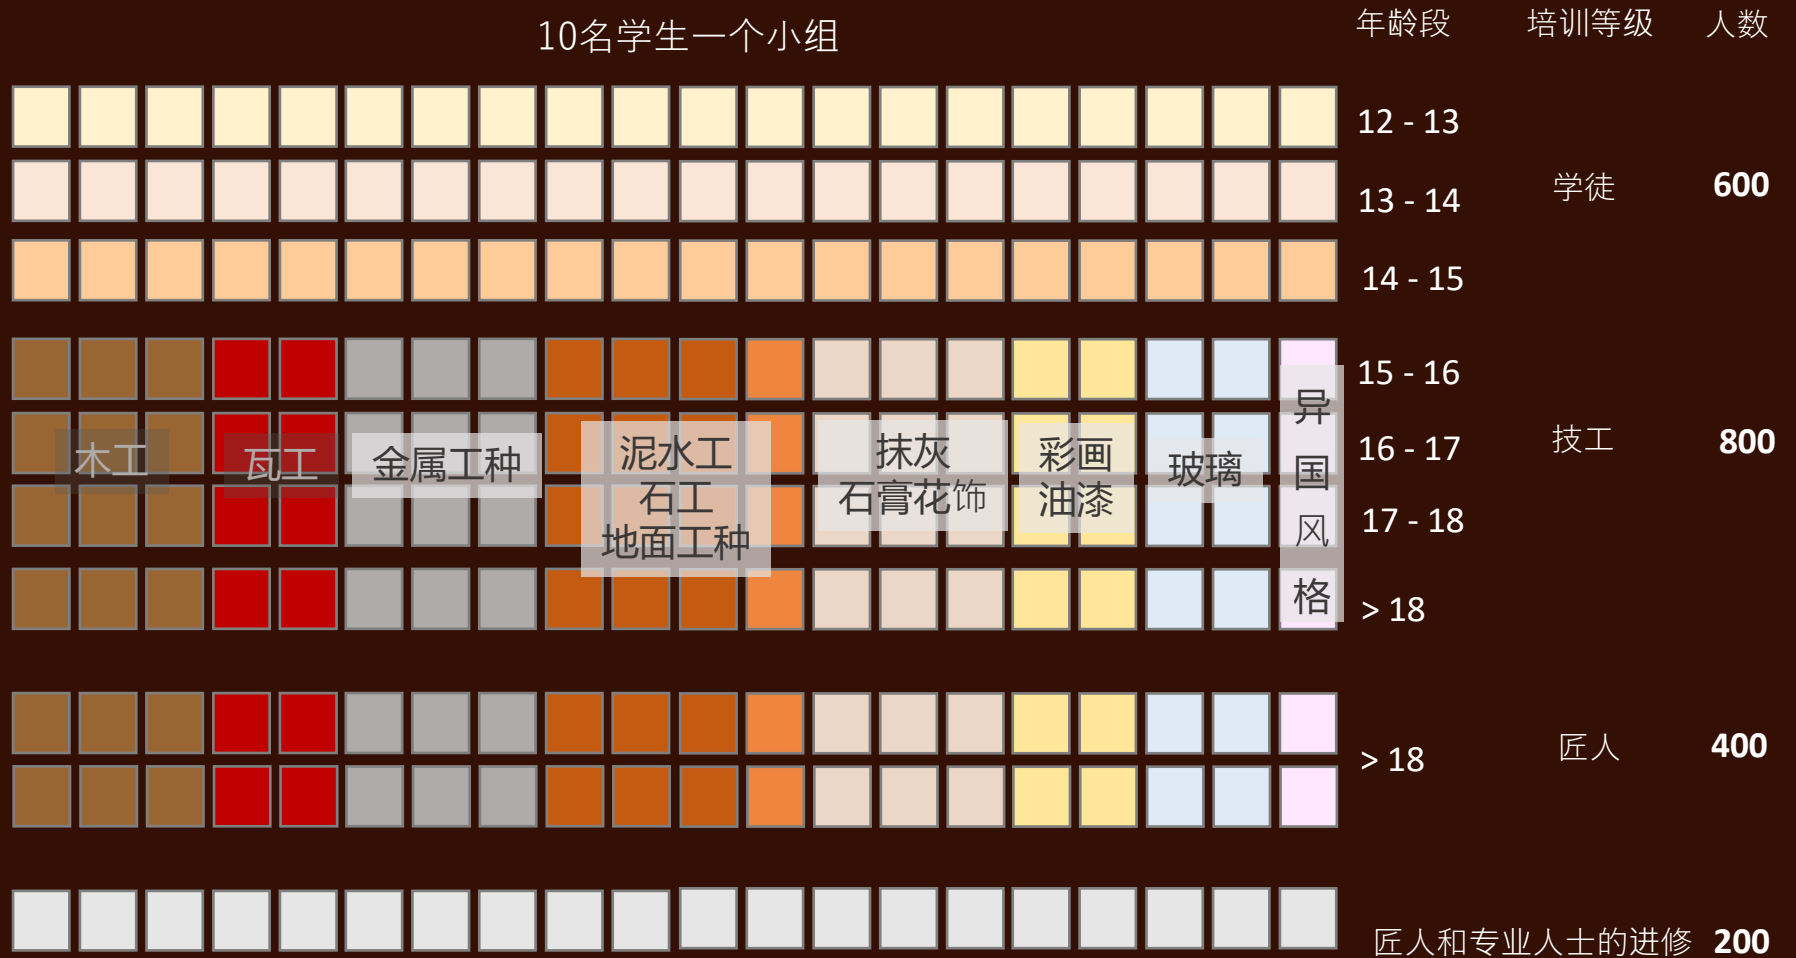 10名学生一个小组
年龄段 培训等级 人数
12 - 13
13 - 14
学徒 600
14 - 15
15 - 16
16 - 17
技工 800
17 - 18
> 18
木工
瓦工
金属工种
泥水工
石工
地面工种
抹灰
石膏花饰
彩画
油漆
玻璃
异
国
风
格
> 18
匠人 400
匠人和专业人士的进修 200